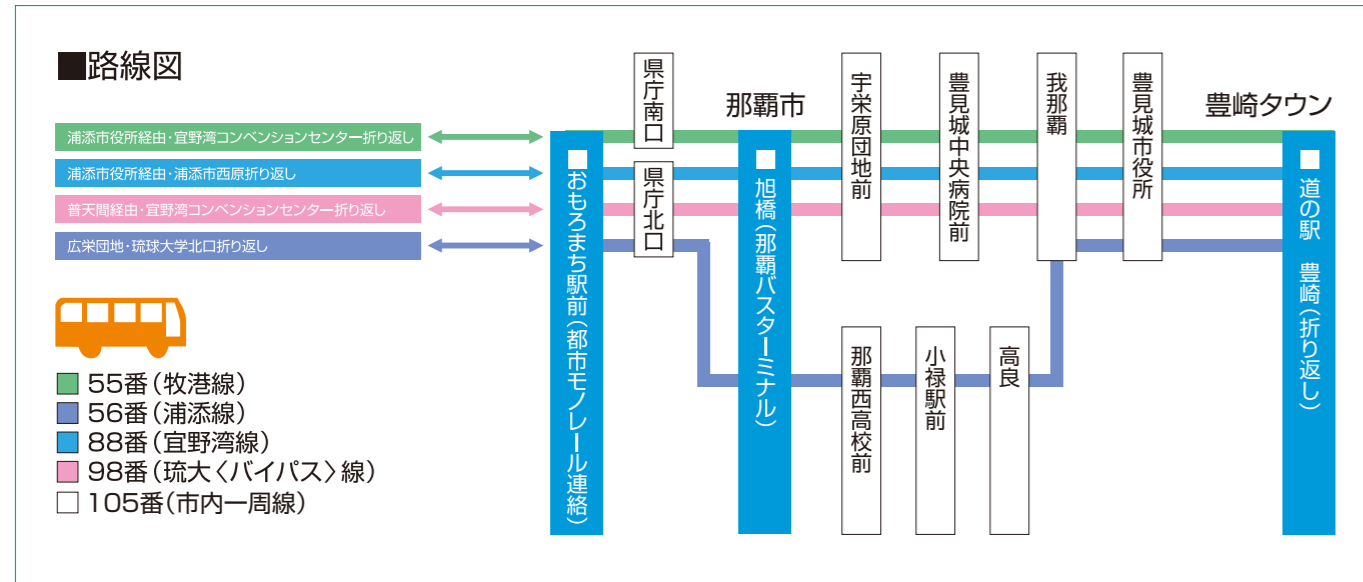 ■路線図
浦添市役所経由・宜野湾コンベンションセンター折り返し
浦添市役所経由・浦添市西原折り返し
普天間経由・宜野湾コンベンションセンター折り返し
広栄団地・琉球大学北口折り返し
55番(牧港線)
56番(浦添線)
88番(宜野湾線)
98番(琉大〈バイパス〉線)
105番(市内一周線)
おもろまち駅前(都市モノレール連絡)
県庁南口
県庁北口
那覇市
旭橋(那覇バスターミナル)
宇栄原団地前
豊見城中央病院前
我那覇
豊見城市役所
那覇西高校前
小禄駅前
高良
豊崎タウン
道の駅 豊崎(折り返し)